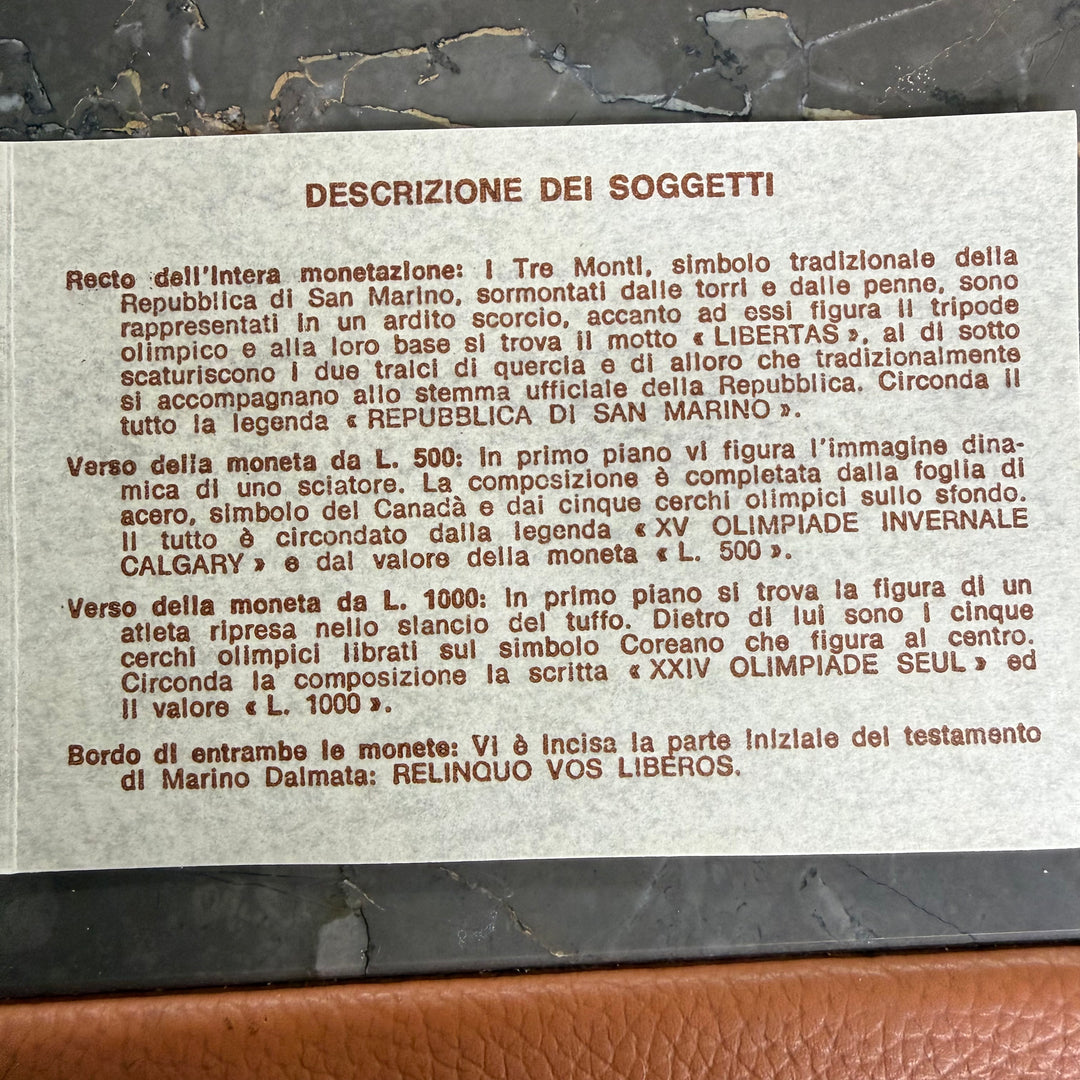 DESCRIZIONE DEI SOGGETTI
Recto dell'intera monetazione: i Tre Monti, simbolo tradizionale della
Repubblica di San Marino, sormontati dalle torri e dalle penne, sono
rappresentati in un ardito scorcio, accanto ad essi figura il tripode
olimpico e alla loro base si trova il motto « LIBERTAS », al di sotto
scaturiscono i due tralci di quercia e di alloro che tradizionalmente
si accompagnano allo stemma ufficiale della Repubblica. Circonda il
tutto la legenda « REPUBBLICA DI SAN MARINO ».
Verso della moneta da L. 500: in primo piano vi figura l'immagine dina-
mica di uno sciatore. La composizione è completata dalla foglia di
acero, simbolo del Canadà e dai cinque cerchi olimpici sullo sfondo.
Il tutto è circondato dalla legenda « XV OLIMPIADE INVERNALE
CALGARY » e dal valore della moneta « L. 500 ».
Verso della moneta da L. 1000: in primo piano si trova la figura di un
atleta ripresa nello slancio del tuffo. Dietro di lui sono i cinque
cerchi olimpici librati sul simbolo Coreano che figura al centro.
Circonda la composizione la scritta « XXIV OLIMPIADE SEUL » ed
il valore « L. 1000 ».
Bordo di entrambe le monete: Vi è incisa la parte iniziale del testamento
di Marino Dalmata: RELINQUO VOS LIBEROS.